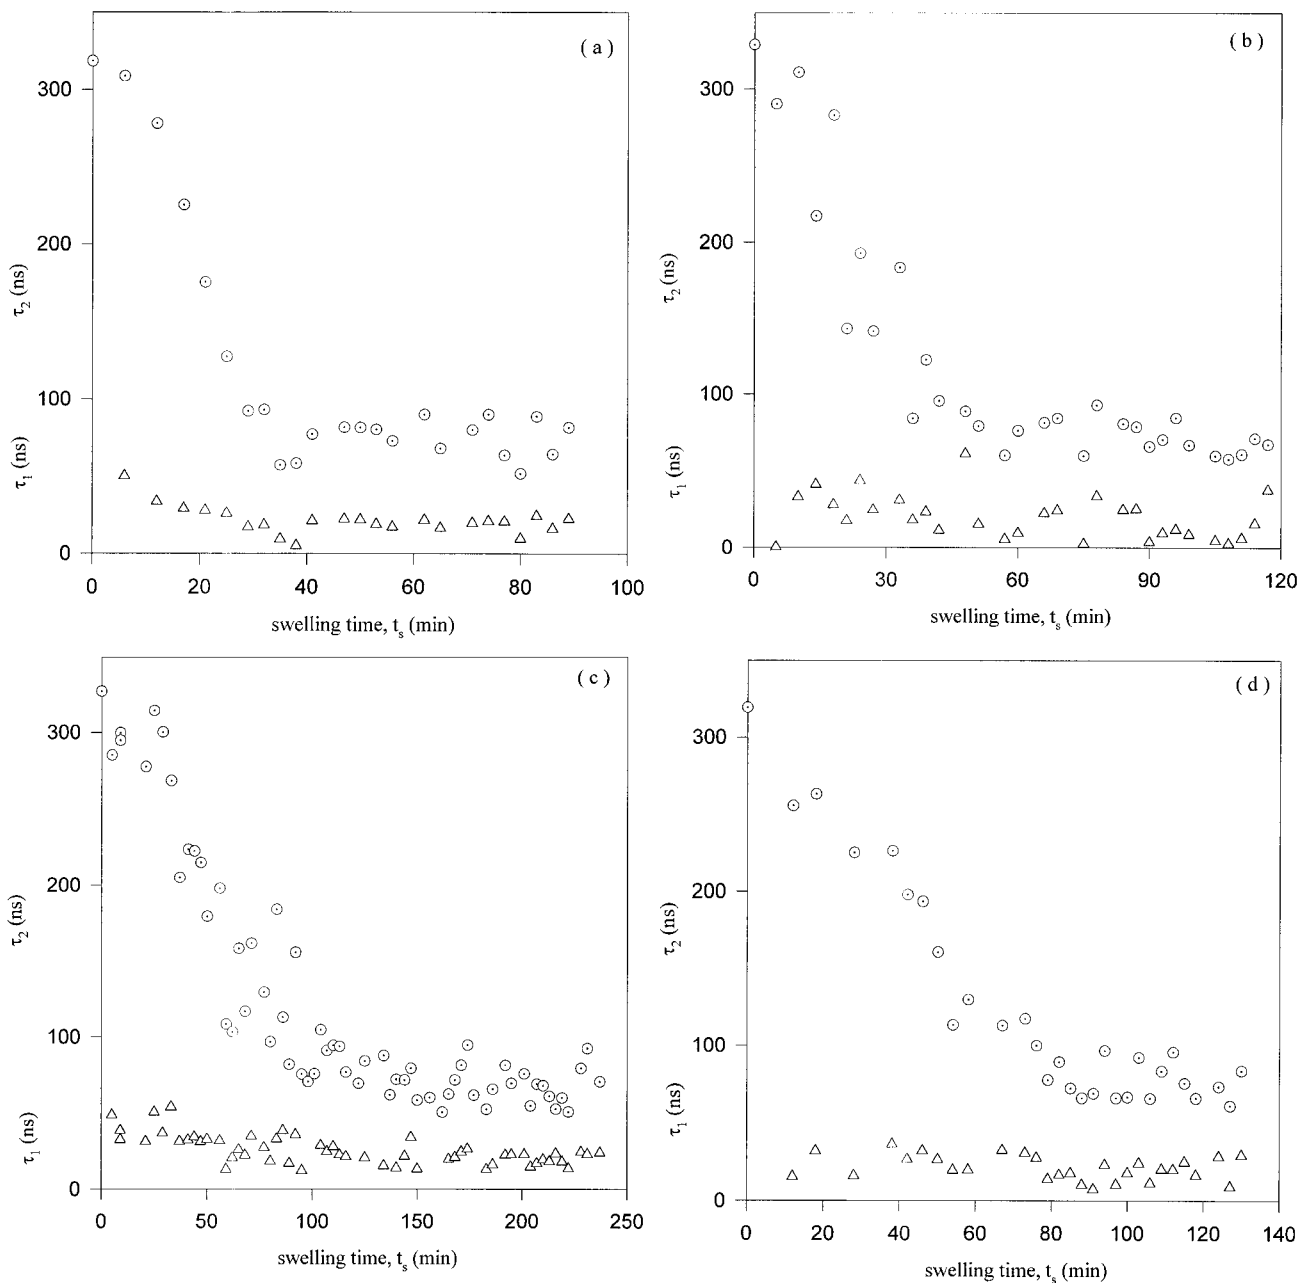 ( a )
300
200
100
0
τ₂ (ns)
τ₁ (ns)
0 20 40 60 80 100
swelling time, tₛ (min)
( b )
300
200
100
0
τ₂ (ns)
τ₁ (ns)
0 30 60 90 120
swelling time, tₛ (min)
( c )
300
200
100
0
τ₂ (ns)
τ₁ (ns)
0 50 100 150 200 250
swelling time, tₛ (min)
( d )
300
200
100
0
τ₂ (ns)
τ₁ (ns)
0 20 40 60 80 100 120 140
swelling time, tₛ (min)